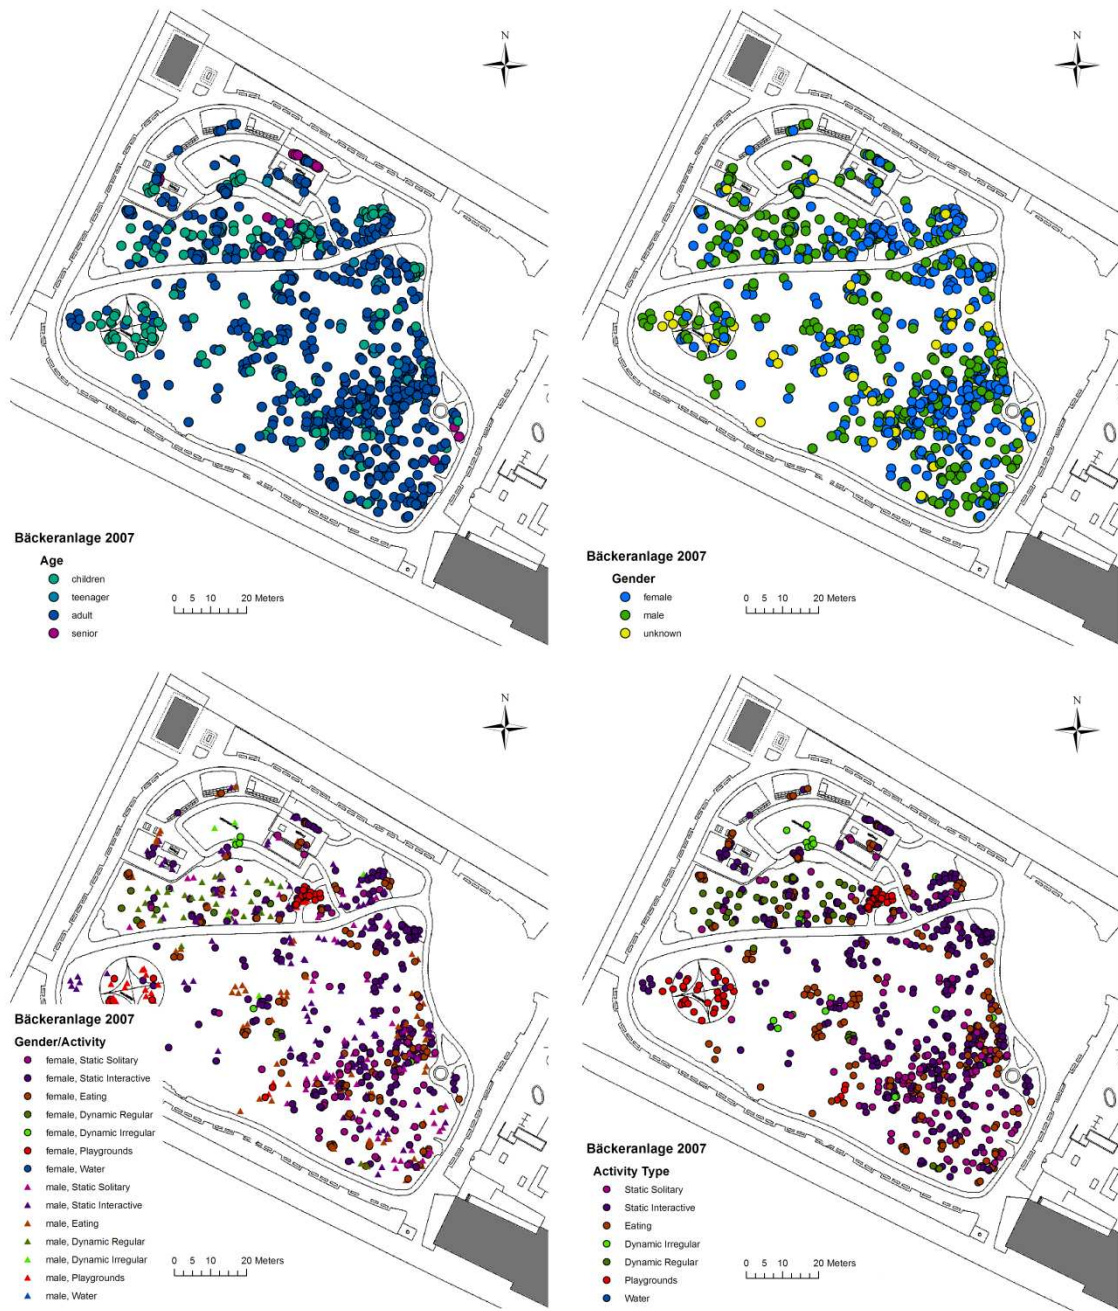 N
Bäckeranlage 2007
Age
children
teenager
adult
senior
0 5 10 20 Meters
N
Bäckeranlage 2007
Gender
female
male
unknown
0 5 10 20 Meters
N
Bäckeranlage 2007
Gender/Activity
female, Static Solitary
female, Static Interactive
female, Eating
female, Dynamic Regular
female, Dynamic Irregular
female, Playgrounds
female, Water
male, Static Solitary
male, Static Interactive
male, Eating
male, Dynamic Regular
male, Dynamic Irregular
male, Playgrounds
male, Water
0 5 10 20 Meters
N
Bäckeranlage 2007
Activity Type
Static Solitary
Static Interactive
Eating
Dynamic Irregular
Dynamic Regular
Playgrounds
Water
0 5 10 20 Meters